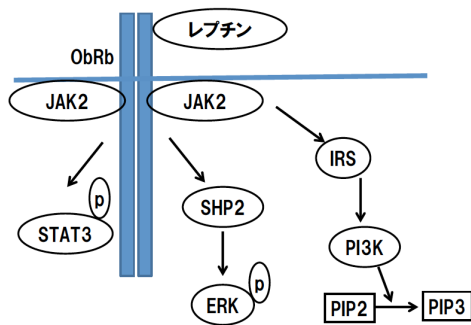 レプチン
ObRb
JAK2
JAK2
IRS
p
SHP2
STAT3
PI3K
p
ERK
PIP2
PIP3